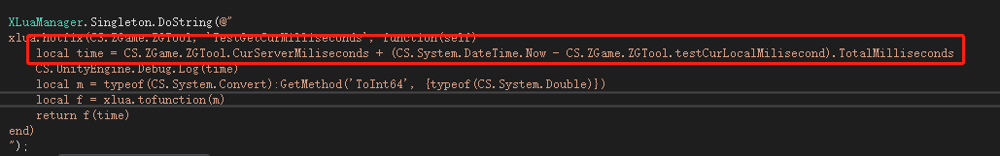 XLuaManager.Singleton.DoString(@"
xlua.hotfix(CS.ZGame.ZGTool, 'TestGetCurMilliseconds', function(self)
local time = CS.ZGame.ZGTool.CurServerMiliseconds + (CS.System.DateTime.Now - CS.ZGame.ZGTool.testCurLocalMilisecond).TotalMilliseconds
CS.UnityEngine.Debug.Log(time)
local m = typeof(CS.System.Convert):GetMethod('ToInt64', {typeof(CS.System.Double)})
local f = xlua.tofunction(m)
return f(time)
end)
");